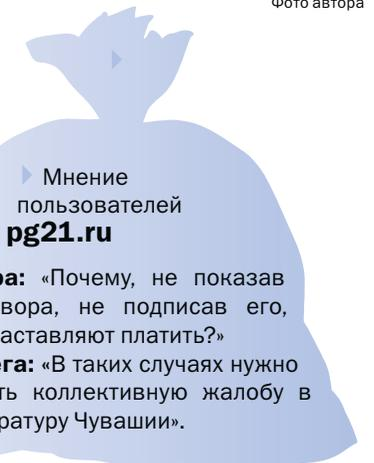 Фото автора
Мнение
пользователей
pg21.ru
ра: «Почему, не показав
вора, не подписав его,
аставляют платить?»
га: «В таких случаях нужно
ть коллективную жалобу в
ратуру Чувашии».